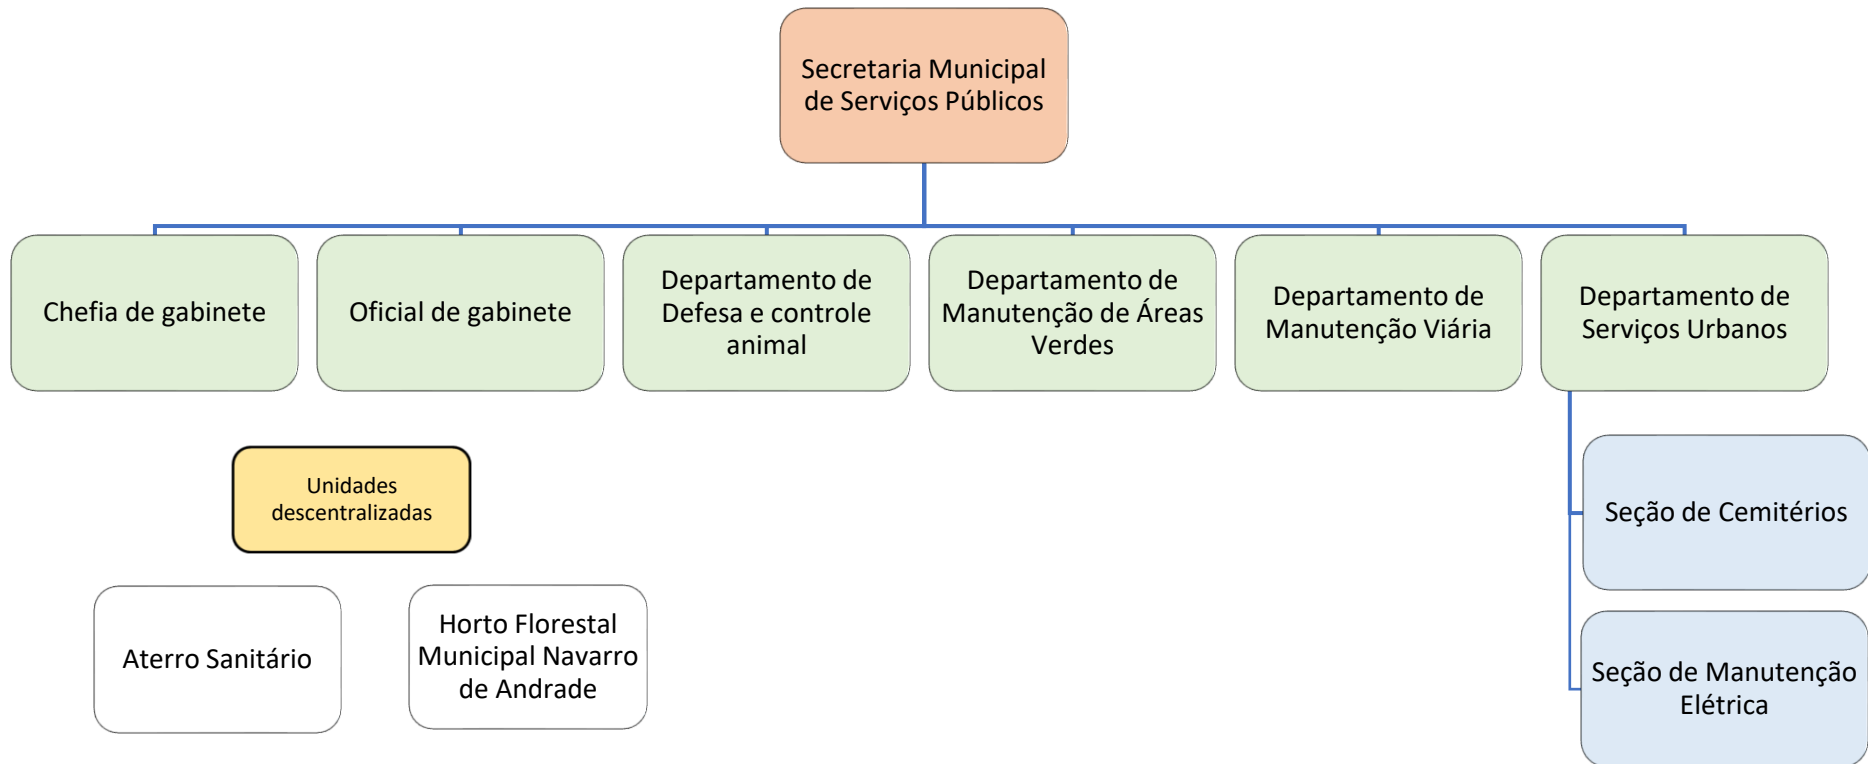 Secretaria Municipal
de Serviços Públicos
Chefia de gabinete
Oficial de gabinete
Departamento de
Defesa e controle
animal
Departamento de
Manutenção de Áreas
Verdes
Departamento de
Manutenção Viária
Departamento de
Serviços Urbanos
Unidades
descentralizadas
Seção de Cemitérios
Aterro Sanitário
Horto Florestal
Municipal Navarro
de Andrade
Seção de Manutenção
Elétrica